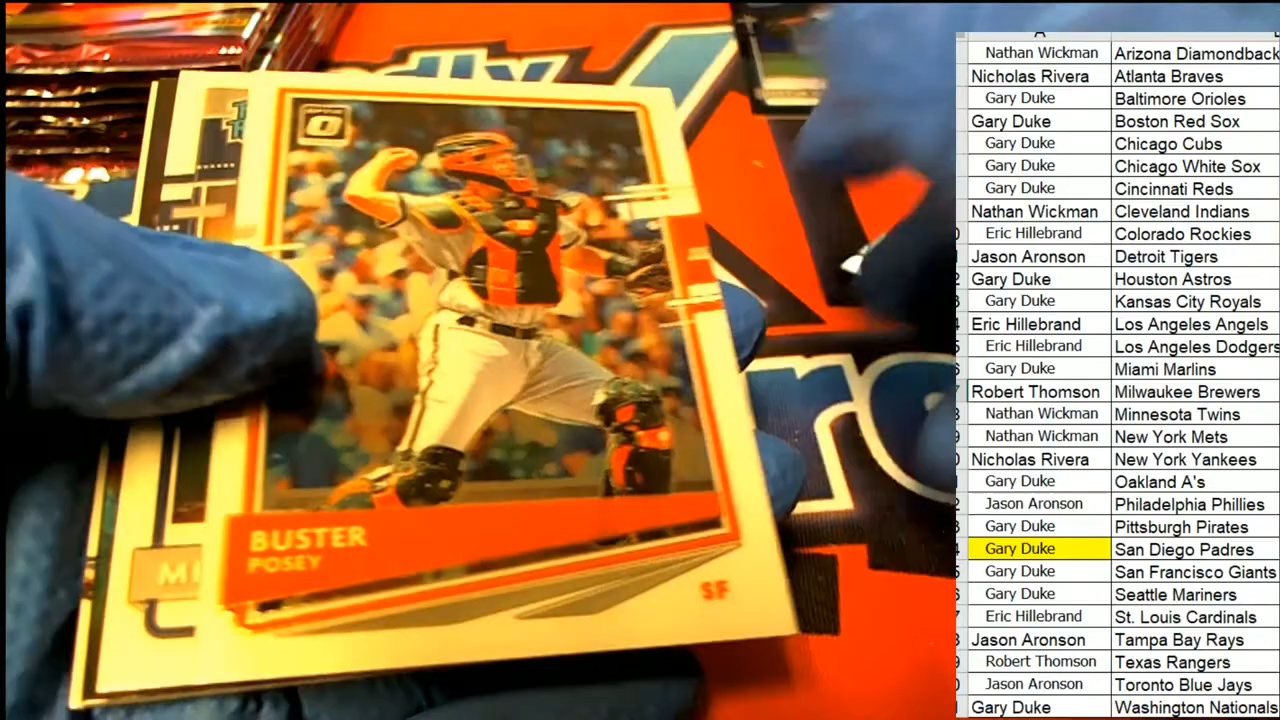 BUSTER
POSEY
SF
MI
Nathan Wickman Arizona Diamondback
Nicholas Rivera Atlanta Braves
Gary Duke Baltimore Orioles
Gary Duke Boston Red Sox
Gary Duke Chicago Cubs
Gary Duke Chicago White Sox
Gary Duke Cincinnati Reds
Nathan Wickman Cleveland Indians
Eric Hillebrand Colorado Rockies
Jason Aronson Detroit Tigers
Gary Duke Houston Astros
Gary Duke Kansas City Royals
Eric Hillebrand Los Angeles Angels
Eric Hillebrand Los Angeles Dodgers
Gary Duke Miami Marlins
Robert Thomson Milwaukee Brewers
Nathan Wickman Minnesota Twins
Nathan Wickman New York Mets
Nicholas Rivera New York Yankees
Gary Duke Oakland A's
Jason Aronson Philadelphia Phillies
Gary Duke Pittsburgh Pirates
Gary Duke San Diego Padres
Gary Duke San Francisco Giants
Gary Duke Seattle Mariners
Eric Hillebrand St. Louis Cardinals
Jason Aronson Tampa Bay Rays
Robert Thomson Texas Rangers
Jason Aronson Toronto Blue Jays
Gary Duke Washington Nationals